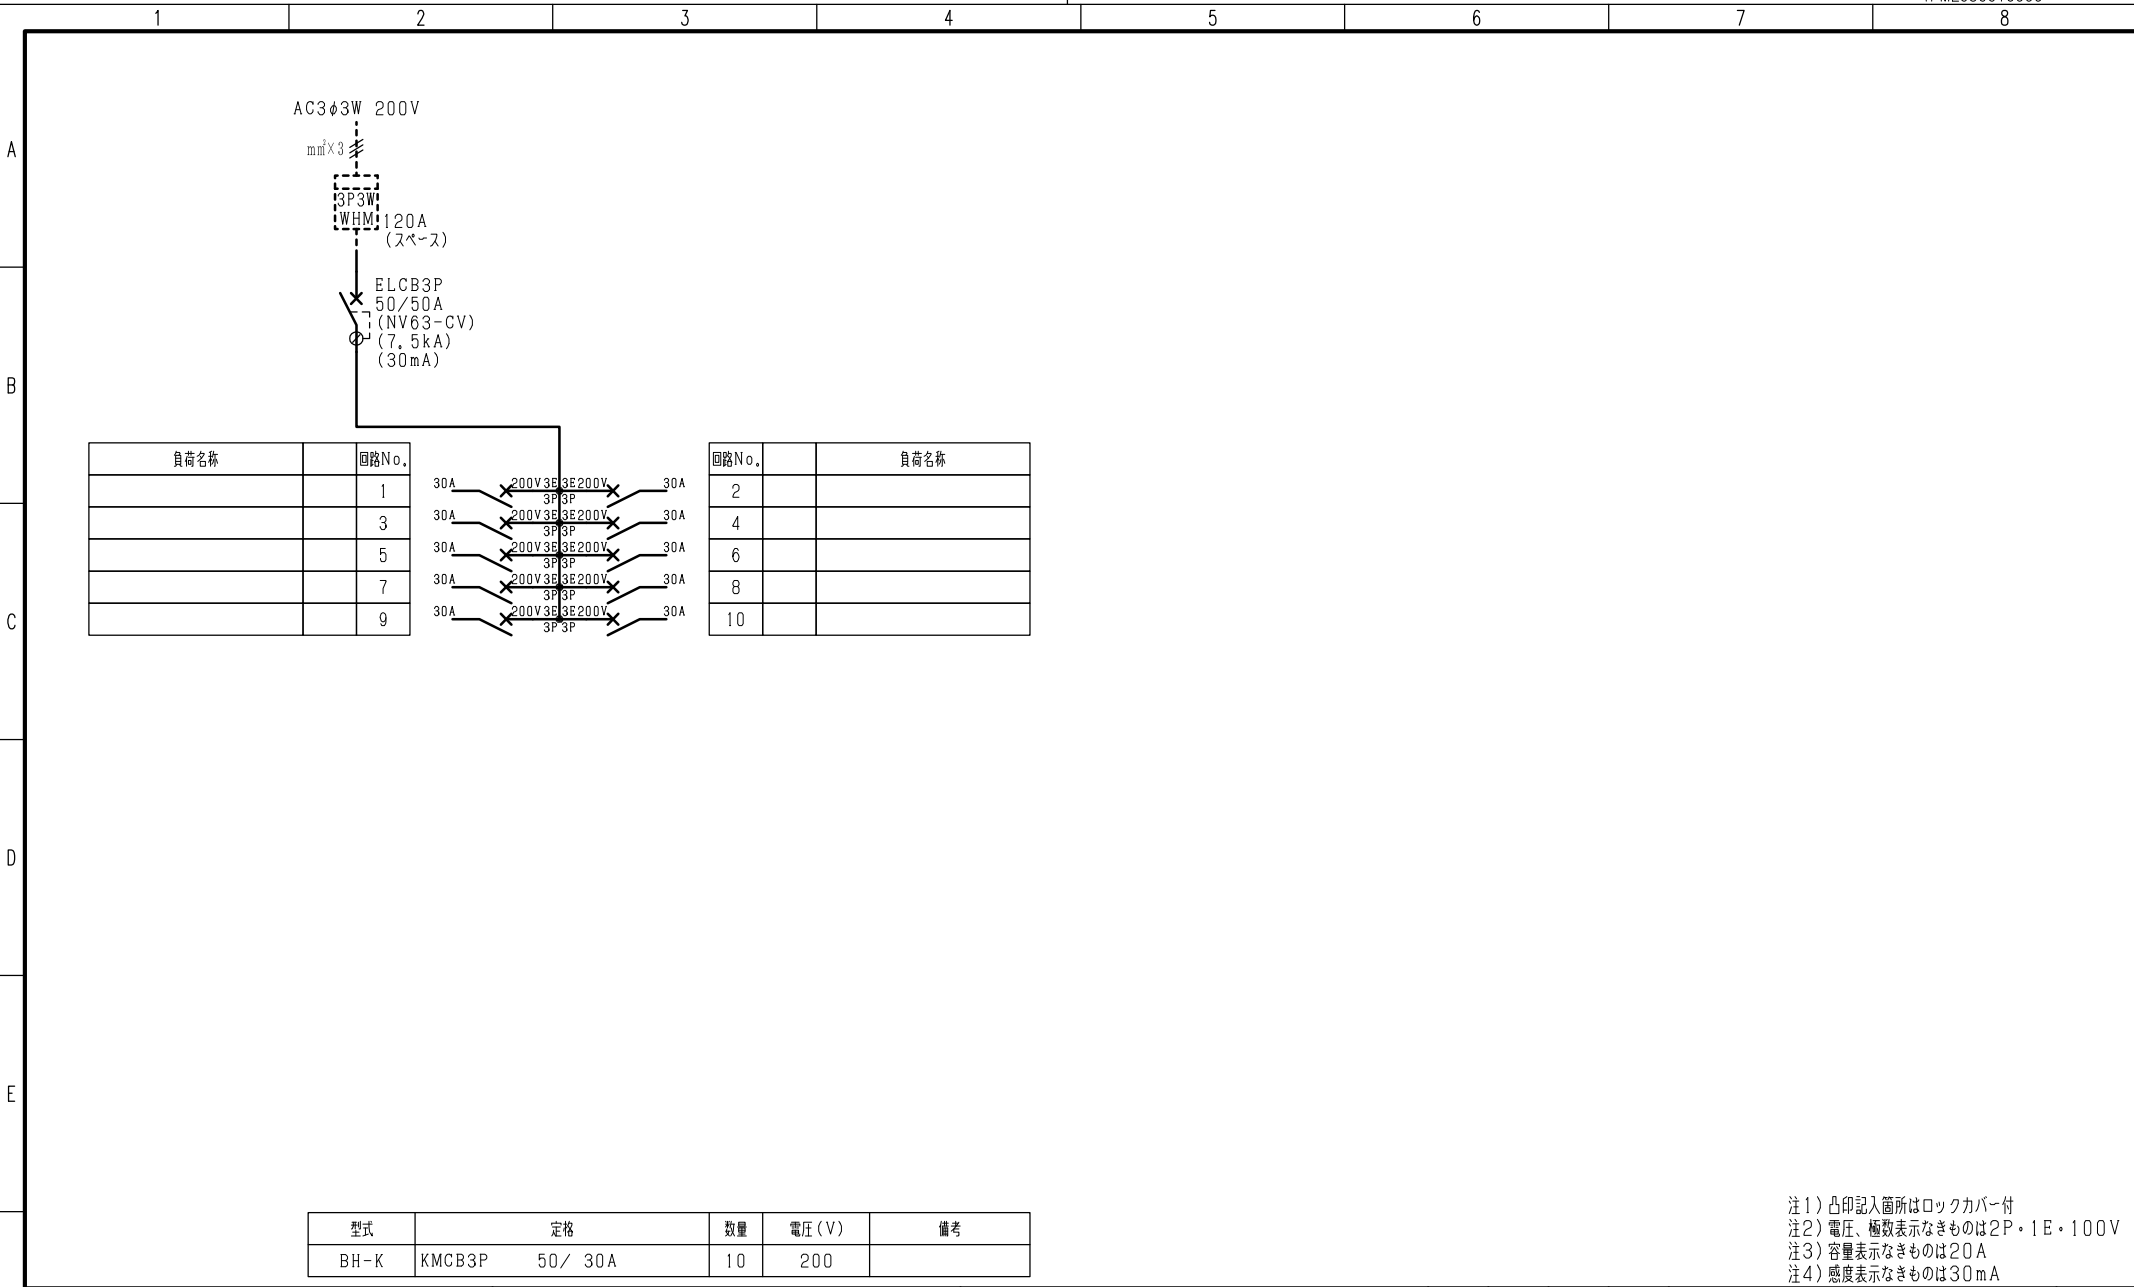 1 2 3 4 5 6 7 8
A
B
C
D
E
AC3φ3W 200V
mm²×3
3P3W
WHM
120A
(スペース)
ELCB3P
50/50A
(NV63-CV)
(7.5kA)
(30mA)
負荷名称 回路No. 回路No. 負荷名称
1 30A 200V 3E 3E 200V 30A 2
3P 3P
3 30A 200V 3E 3E 200V 30A 4
3P 3P
5 30A 200V 3E 3E 200V 30A 6
3P 3P
7 30A 200V 3E 3E 200V 30A 8
3P 3P
9 30A 200V 3E 3E 200V 30A 10
3P 3P
型式 定格 数量 電圧(V) 備考
BH-K KMCB3P 50/ 30A 10 200
注1)凸印記入箇所はロックカバー付
注2)電圧、極数表示なきものは2P・1E・100V
注3)容量表示なきものは20A
注4)感度表示なきものは30mA